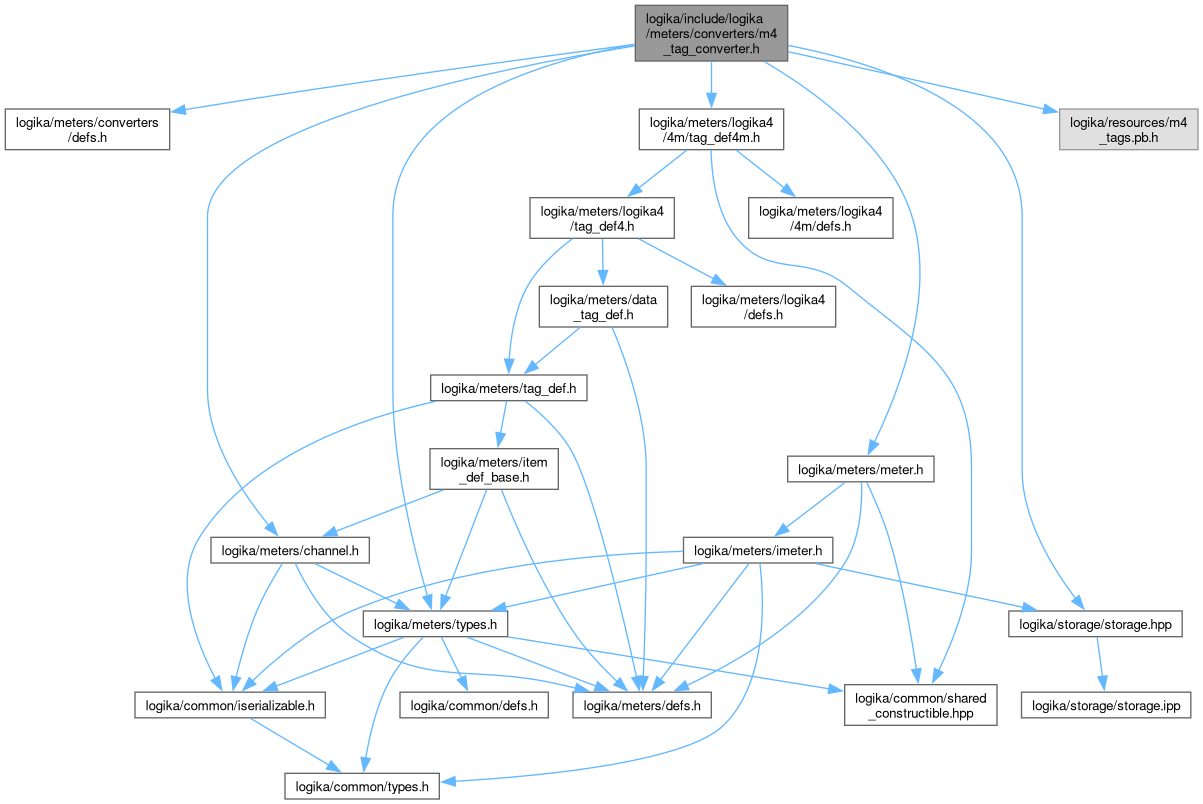 logika/include/logika
/meters/converters/m4
_tag_converter.h
logika/meters/converters
/defs.h
logika/meters/logika4
/4m/tag_def4m.h
logika/resources/m4
_tags.pb.h
logika/meters/logika4
/tag_def4.h
logika/meters/logika4
/4m/defs.h
logika/meters/data
_tag_def.h
logika/meters/logika4
/defs.h
logika/meters/tag_def.h
logika/meters/item
_def_base.h
logika/meters/meter.h
logika/meters/channel.h
logika/meters/imeter.h
logika/meters/types.h
logika/storage/storage.hpp
logika/common/iserializable.h
logika/common/defs.h
logika/meters/defs.h
logika/common/shared
_constructible.hpp
logika/storage/storage.ipp
logika/common/types.h